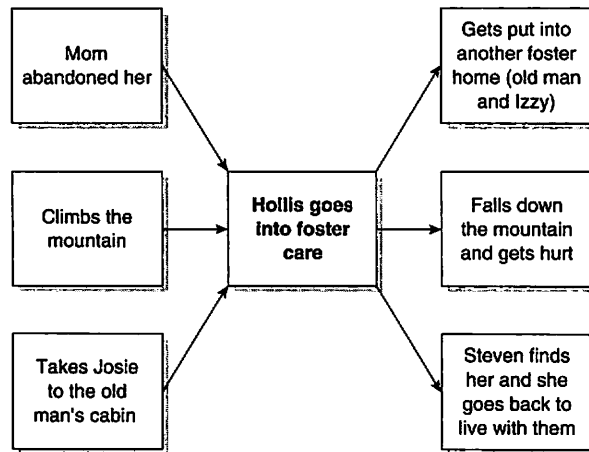 Mom
abandoned her
Climbs the
mountain
Takes Josie
to the old
man's cabin
Hollis goes
into foster
care
Gets put into
another foster
home (old man
and Izzy)
Falls down
the mountain
and gets hurt
Steven finds
her and she
goes back to
live with them